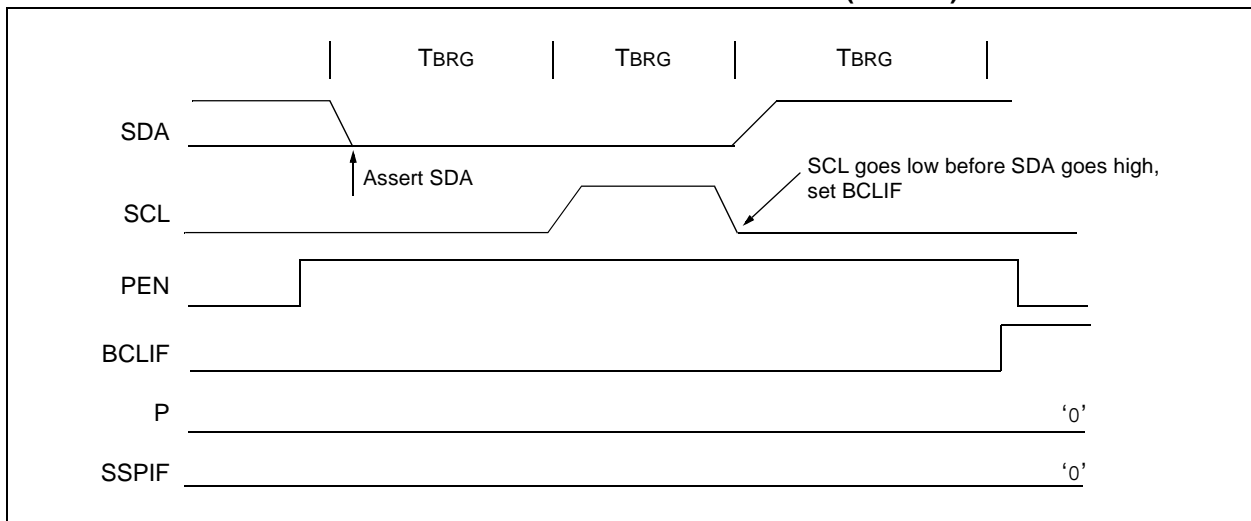 TBRG TBRG TBRG
SDA
Assert SDA
SCL goes low before SDA goes high,
set BCLIF
SCL
PEN
BCLIF
P
‘0’
SSPIF
‘0’